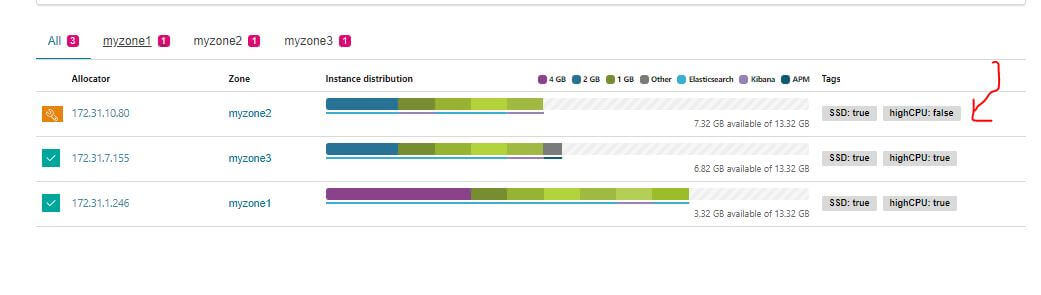 All 3 myzone1 1 myzone2 1 myzone3 1
Allocator Zone Instance distribution 4 GB 2 GB 1 GB Other Elasticsearch Kibana APM Tags
172.31.10.80 myzone2 SSD: true highCPU: false
7.32 GB available of 13.32 GB
172.31.7.155 myzone3 SSD: true highCPU: true
6.82 GB available of 13.32 GB
172.31.1.246 myzone1 SSD: true highCPU: true
3.32 GB available of 13.32 GB